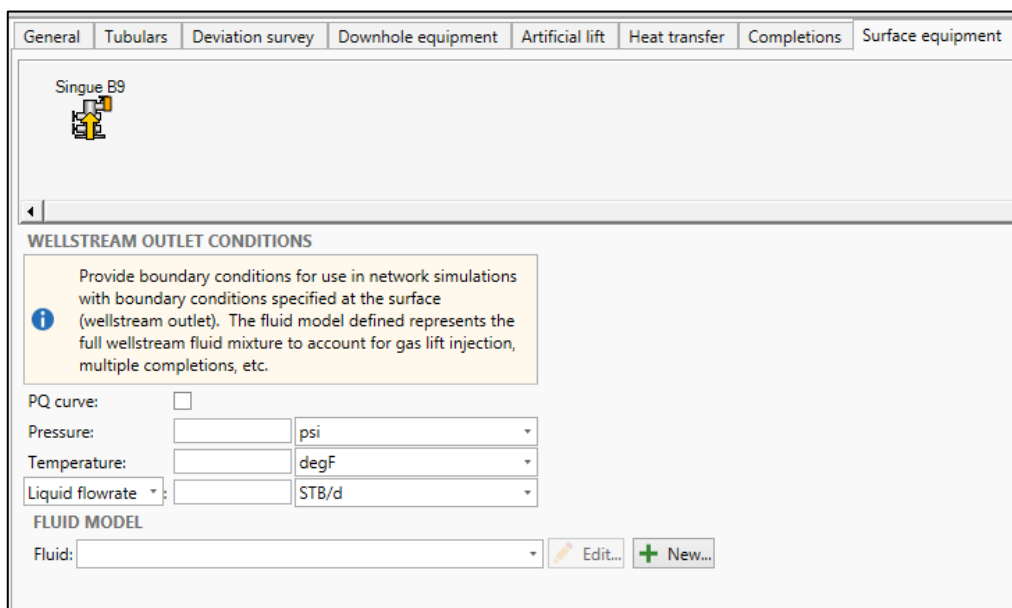 General Tubulars Deviation survey Downhole equipment Artificial lift Heat transfer Completions Surface equipment
Singue B9
WELLSTREAM OUTLET CONDITIONS
Provide boundary conditions for use in network simulations
with boundary conditions specified at the surface
(wellstream outlet). The fluid model defined represents the
full wellstream fluid mixture to account for gas lift injection,
multiple completions, etc.
PQ curve:
Pressure: psi
Temperature: degF
Liquid flowrate : STB/d
FLUID MODEL
Fluid: Edit... New...